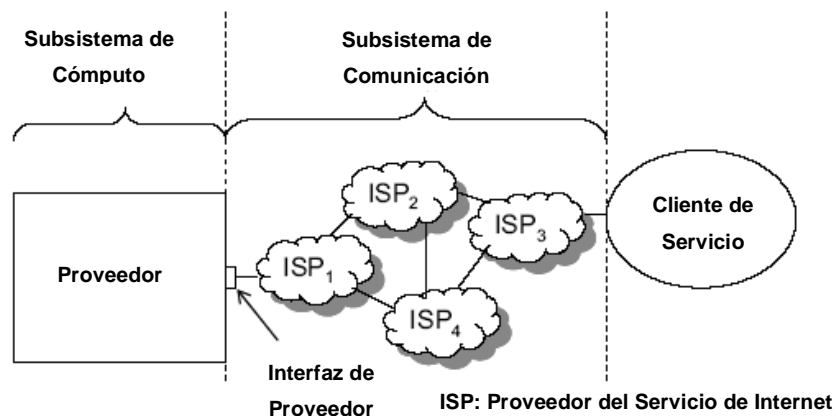 Subsistema de
Cómputo
Subsistema de
Comunicación
ISP2
ISP3
ISP1
ISP4
Proveedor
Cliente de
Servicio
Interfaz de
Proveedor
ISP: Proveedor del Servicio de Internet